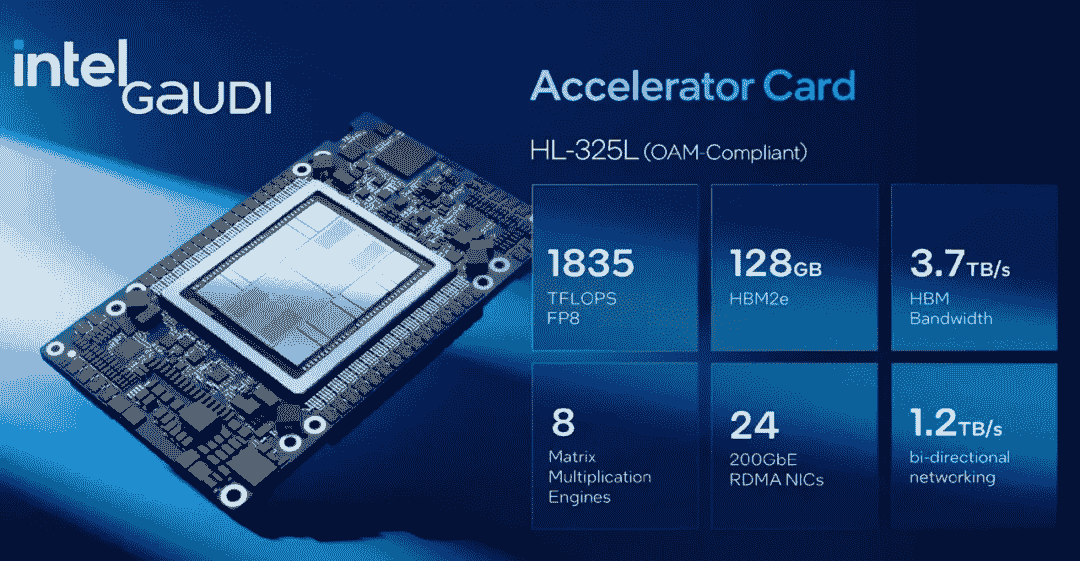 intel
GAUDI
Accelerator Card
HL-325L (OAM-Compliant)
1835
TFLOPS
FP8
128GB
HBM2e
3.7TB/s
HBM
Bandwidth
8
Matrix
Multiplication
Engines
24
200GbE
RDMA NICs
1.2TB/s
bi-directional
networking